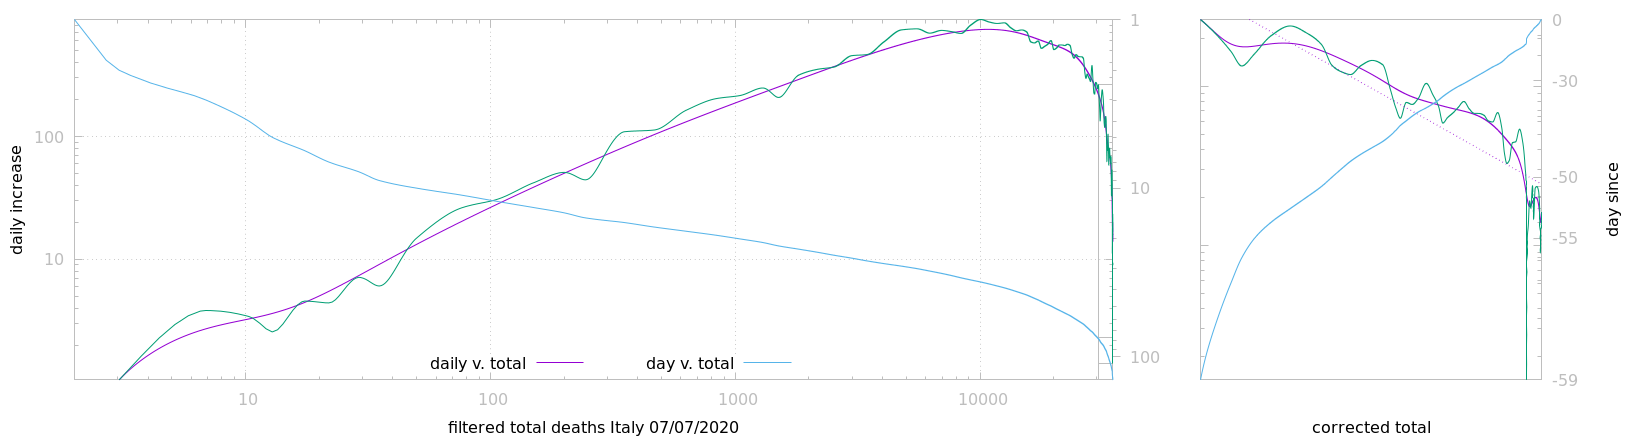 daily increase
100
10
10
100
1000
10000
daily v. total
day v. total
filtered total deaths Italy 07/07/2020
1
10
100
0
-30
-50
-55
-59
day since
corrected total